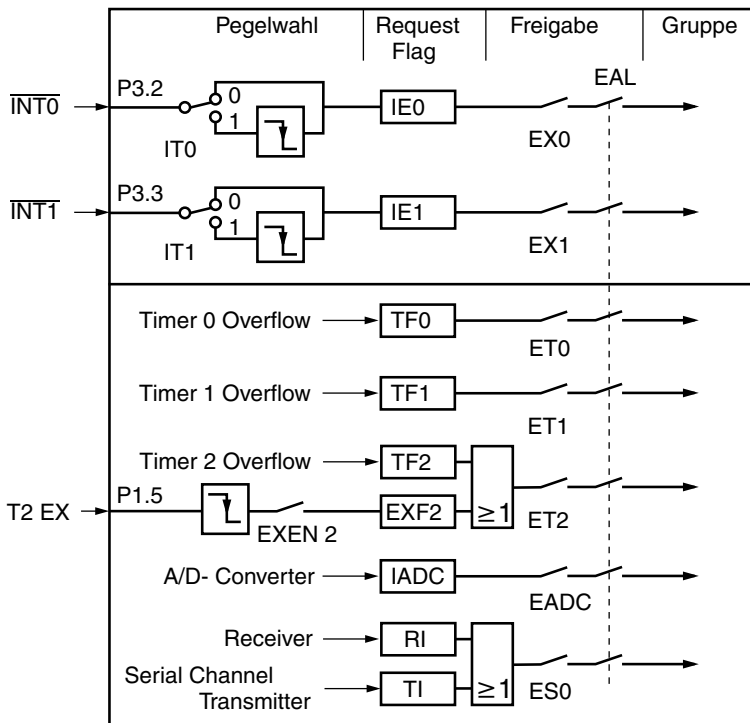 Pegelwahl Request Flag Freigabe Gruppe
EAL
INT0 P3.2 0 IE0
1
IT0 EX0
INT1 P3.3 0 IE1
1
IT1 EX1
Timer 0 Overflow TF0
ET0
Timer 1 Overflow TF1
ET1
Timer 2 Overflow TF2
T2 EX P1.5 EXF2 ≥1
EXEN 2 ET2
A/D- Converter IADC
EADC
Receiver RI
Serial Channel
Transmitter TI ≥1 ES0